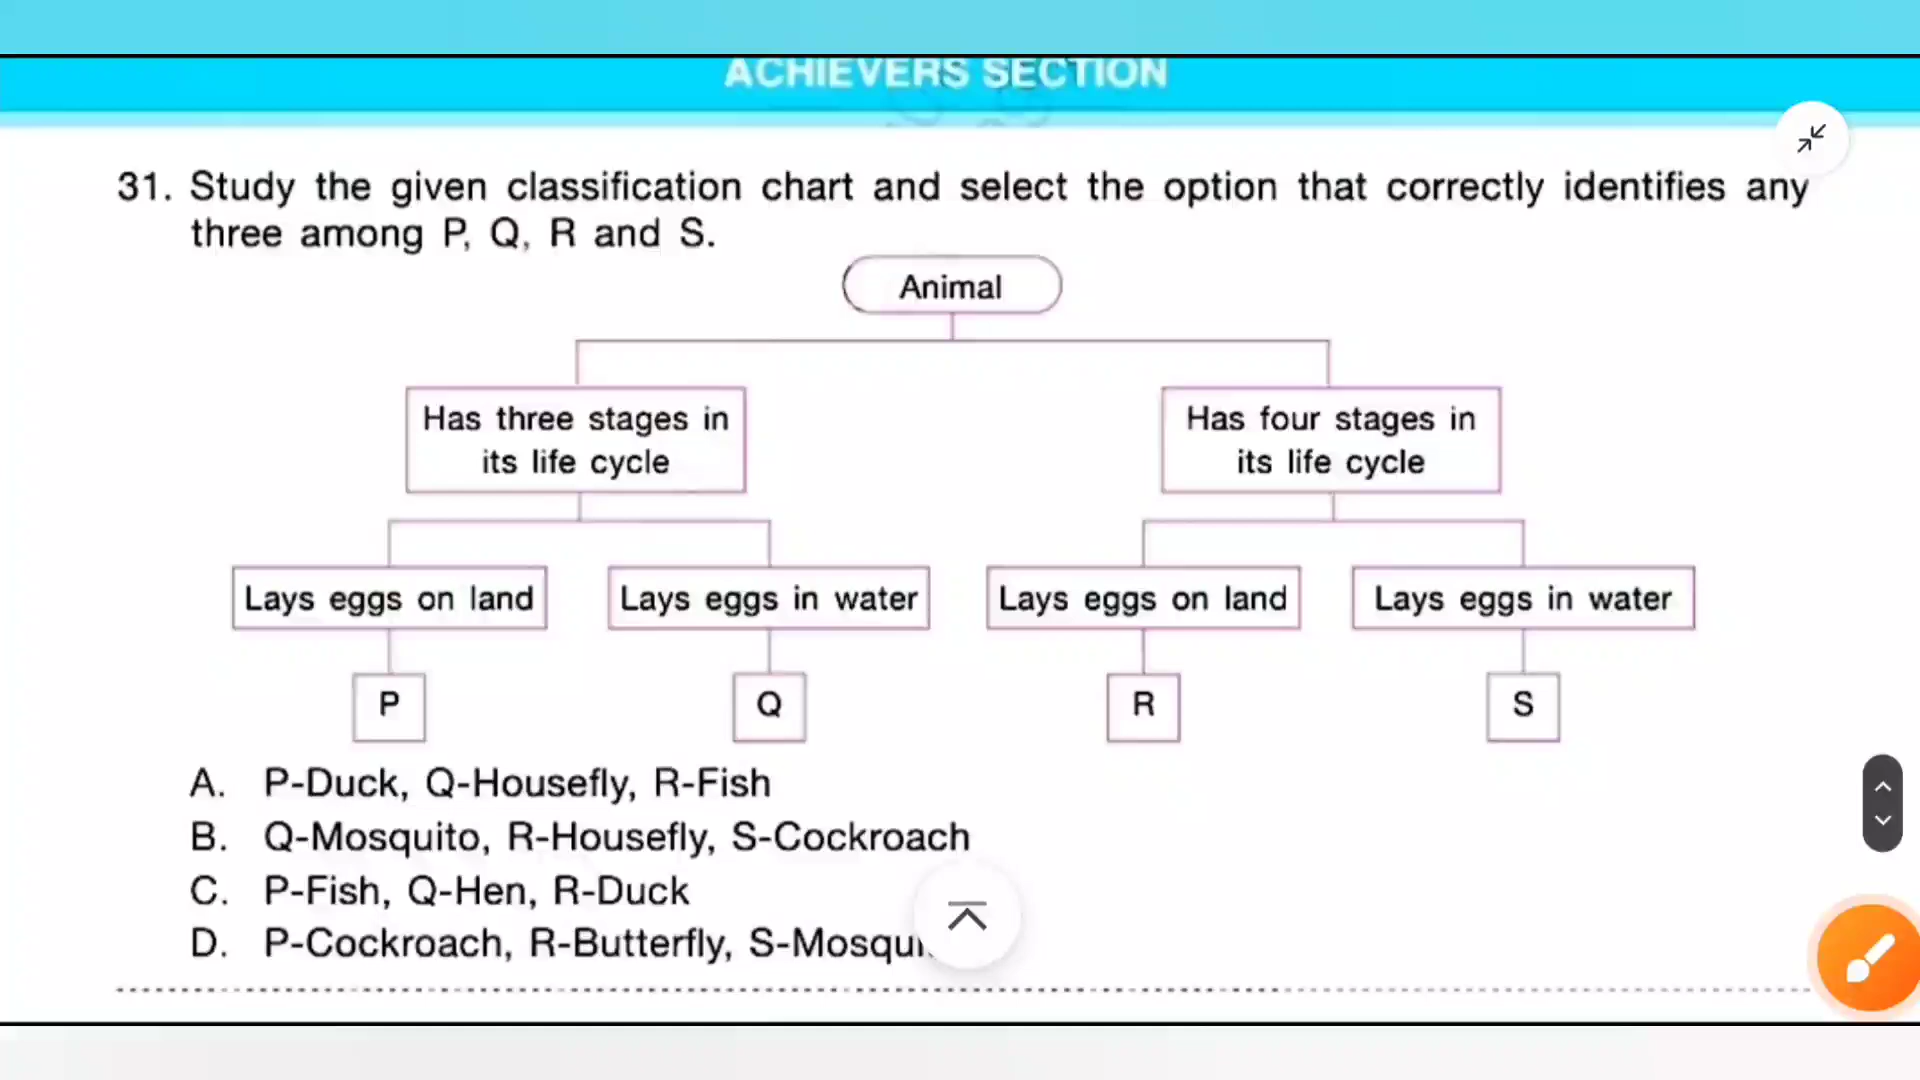 ACHIEVERS SECTION
31. Study the given classification chart and select the option that correctly identifies any
three among P, Q, R and S.
Animal
Has three stages in
its life cycle
Has four stages in
its life cycle
Lays eggs on land
Lays eggs in water
Lays eggs on land
Lays eggs in water
P
Q
R
S
A. P-Duck, Q-Housefly, R-Fish
B. Q-Mosquito, R-Housefly, S-Cockroach
C. P-Fish, Q-Hen, R-Duck
D. P-Cockroach, R-Butterfly,